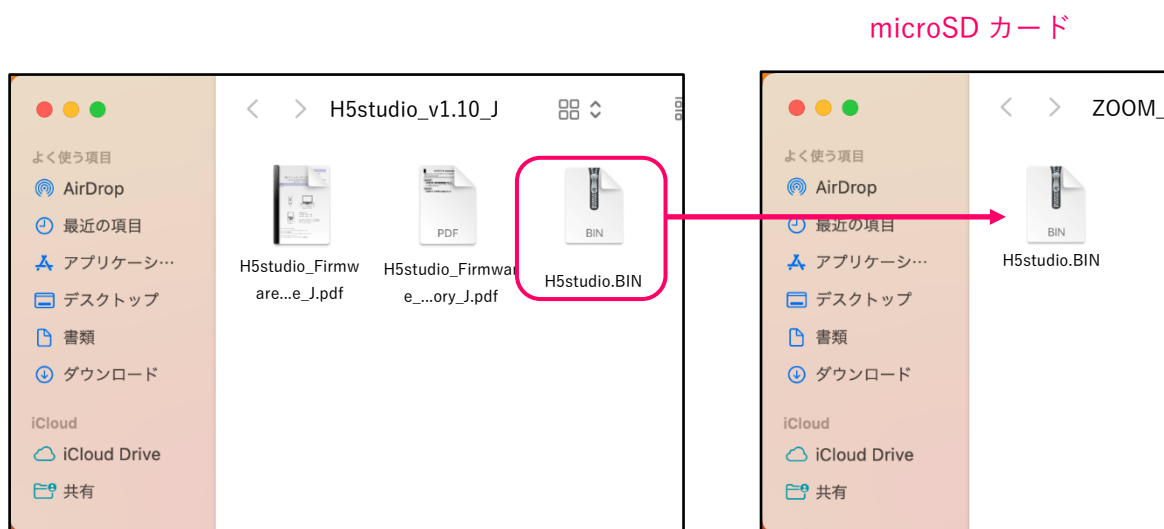 microSD カード
H5studio_v1.10_J
よく使う項目
AirDrop
最近の項目
アプリケーシ…
デスクトップ
書類
ダウンロード
iCloud
iCloud Drive
共有
H5studio_Firmw
are...e_J.pdf
PDF
H5studio_Firmwar
e_...ory_J.pdf
BIN
H5studio.BIN
ZOOM_
よく使う項目
AirDrop
最近の項目
アプリケーシ…
デスクトップ
書類
ダウンロード
iCloud
iCloud Drive
共有
BIN
H5studio.BIN